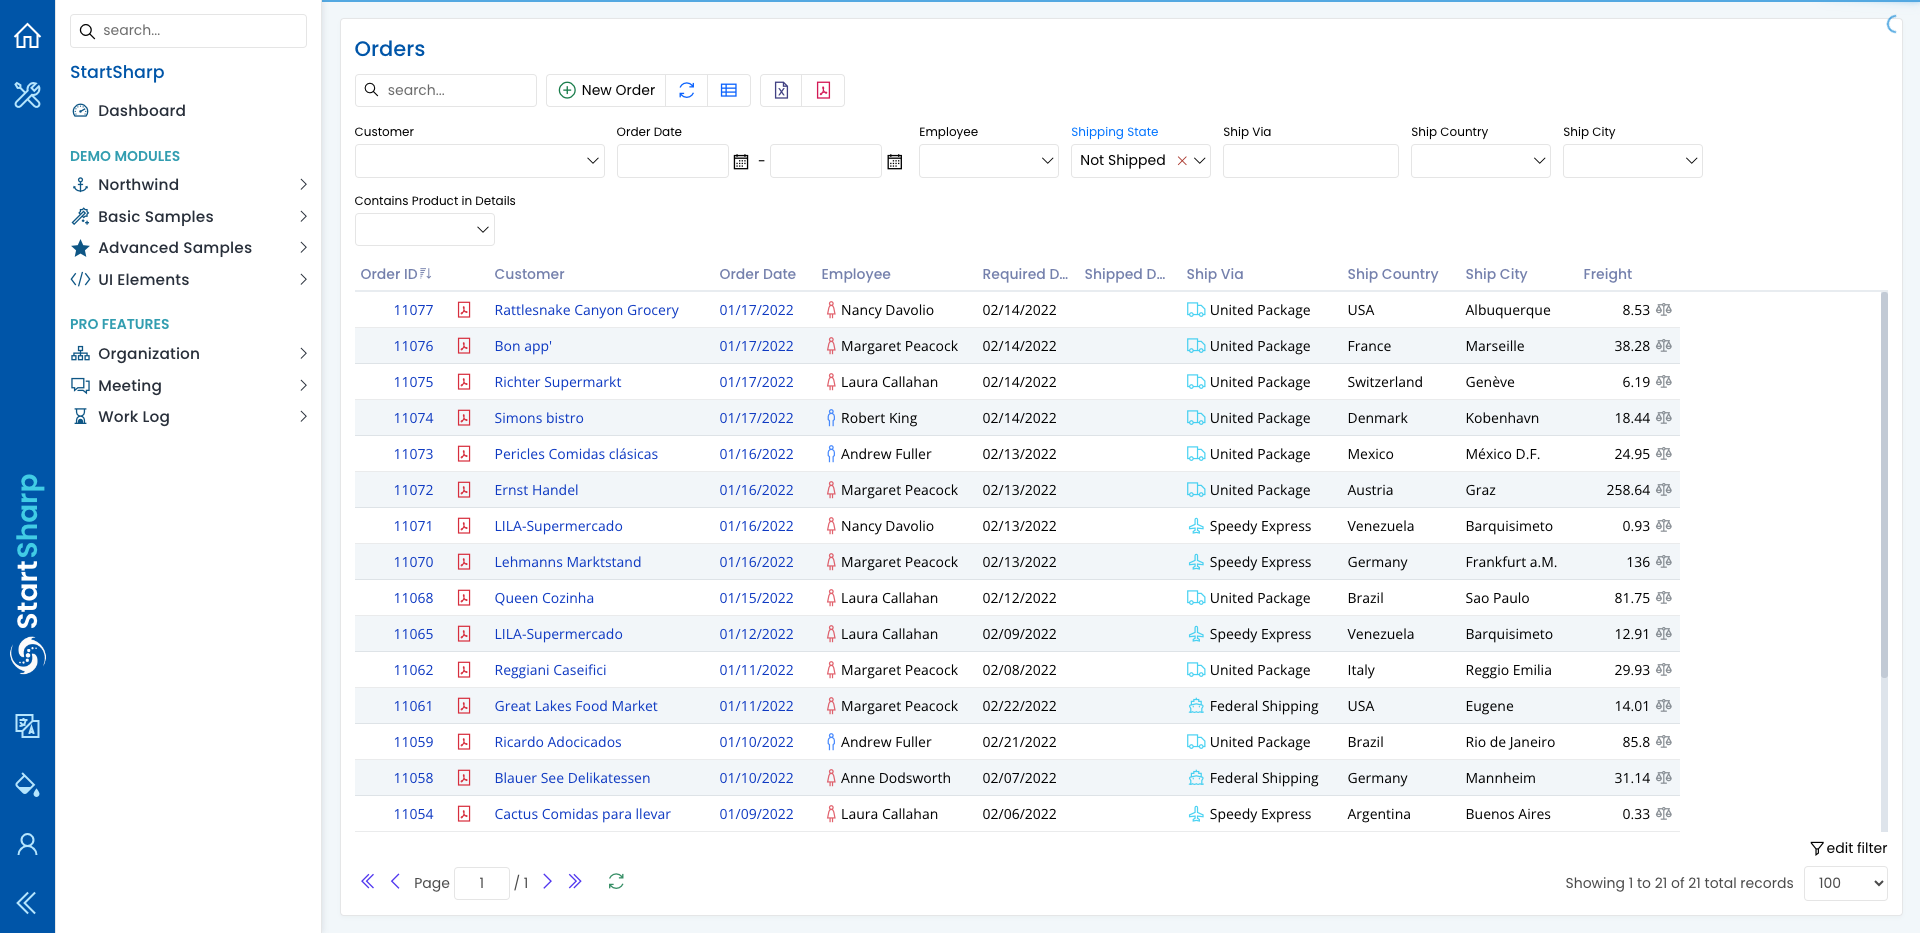 search...
StartSharp
Dashboard
DEMO MODULES
Northwind
Basic Samples
Advanced Samples
UI Elements
PRO FEATURES
Organization
Meeting
Work Log
StartSharp
Orders
search...
New Order
Customer
Order Date
Employee
Shipping State
Ship Via
Ship Country
Ship City
-
Not Shipped
Contains Product in Details
Order ID Customer Order Date Employee Required D... Shipped D... Ship Via Ship Country Ship City Freight
11077 Rattlesnake Canyon Grocery 01/17/2022 Nancy Davolio 02/14/2022 United Package USA Albuquerque 8.53
11076 Bon app' 01/17/2022 Margaret Peacock 02/14/2022 United Package France Marseille 38.28
11075 Richter Supermarkt 01/17/2022 Laura Callahan 02/14/2022 United Package Switzerland Genève 6.19
11074 Simons bistro 01/17/2022 Robert King 02/14/2022 United Package Denmark Kobenhavn 18.44
11073 Pericles Comidas clásicas 01/16/2022 Andrew Fuller 02/13/2022 United Package Mexico México D.F. 24.95
11072 Ernst Handel 01/16/2022 Margaret Peacock 02/13/2022 United Package Austria Graz 258.64
11071 LILA-Supermercado 01/16/2022 Nancy Davolio 02/13/2022 Speedy Express Venezuela Barquisimeto 0.93
11070 Lehmanns Marktstand 01/16/2022 Margaret Peacock 02/13/2022 Speedy Express Germany Frankfurt a.M. 136
11068 Queen Cozinha 01/15/2022 Laura Callahan 02/12/2022 United Package Brazil Sao Paulo 81.75
11065 LILA-Supermercado 01/12/2022 Laura Callahan 02/09/2022 Speedy Express Venezuela Barquisimeto 12.91
11062 Reggiani Caseifici 01/11/2022 Margaret Peacock 02/08/2022 United Package Italy Reggio Emilia 29.93
11061 Great Lakes Food Market 01/11/2022 Margaret Peacock 02/22/2022 Federal Shipping USA Eugene 14.01
11059 Ricardo Adocicados 01/10/2022 Andrew Fuller 02/21/2022 United Package Brazil Rio de Janeiro 85.8
11058 Blauer See Delikatessen 01/10/2022 Anne Dodsworth 02/07/2022 Federal Shipping Germany Mannheim 31.14
11054 Cactus Comidas para llevar 01/09/2022 Laura Callahan 02/06/2022 Speedy Express Argentina Buenos Aires 0.33
edit filter
Page 1 / 1
Showing 1 to 21 of 21 total records 100